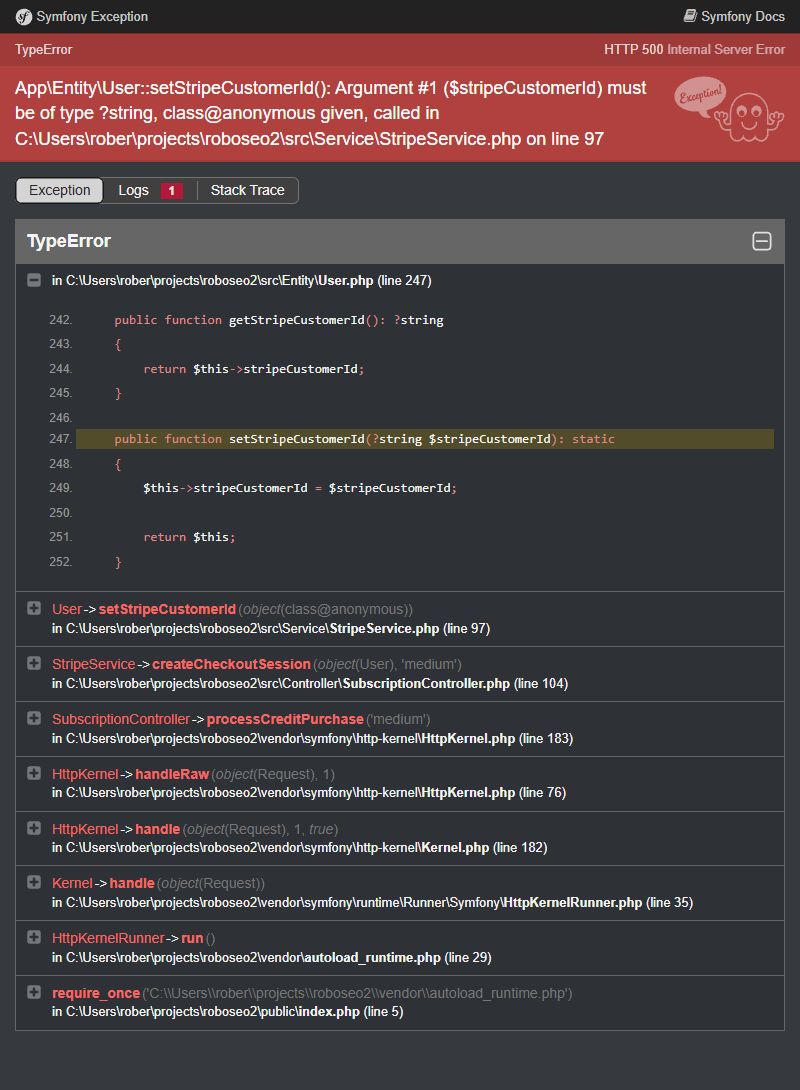 Symfony Exception
Symfony Docs
TypeError
HTTP 500 Internal Server Error
App\Entity\User::setStripeCustomerId(): Argument #1 ($stripeCustomerId) must
be of type ?string, class@anonymous given, called in
C:\Users\rober\projects\roboseo2\src\Service\StripeService.php on line 97
Exception!
Exception
Logs 1
Stack Trace
TypeError
in C:\Users\rober\projects\roboseo2\src\Entity\User.php (line 247)
242. public function getStripeCustomerId(): ?string
243. {
244. return $this->stripeCustomerId;
245. }
246.
247. public function setStripeCustomerId(?string $stripeCustomerId): static
248. {
249. $this->stripeCustomerId = $stripeCustomerId;
250.
251. return $this;
252. }
User->setStripeCustomerId(object(class@anonymous))
in C:\Users\rober\projects\roboseo2\src\Service\StripeService.php (line 97)
StripeService->createCheckoutSession(object(User), 'medium')
in C:\Users\rober\projects\roboseo2\src\Controller\SubscriptionController.php (line 104)
SubscriptionController->processCreditPurchase('medium')
in C:\Users\rober\projects\roboseo2\vendor\symfony\http-kernel\HttpKernel.php (line 183)
HttpKernel->handleRaw(object(Request), 1)
in C:\Users\rober\projects\roboseo2\vendor\symfony\http-kernel\HttpKernel.php (line 76)
HttpKernel->handle(object(Request), 1, true)
in C:\Users\rober\projects\roboseo2\vendor\symfony\http-kernel\Kernel.php (line 182)
Kernel->handle(object(Request))
in C:\Users\rober\projects\roboseo2\vendor\symfony\runtime\Runner\Symfony\HttpKernelRunner.php (line 35)
HttpKernelRunner->run()
in C:\Users\rober\projects\roboseo2\vendor\autoload_runtime.php (line 29)
require_once('C:\\Users\\rober\\projects\\roboseo2\\vendor\\autoload_runtime.php')
in C:\Users\rober\projects\roboseo2\public\index.php (line 5)